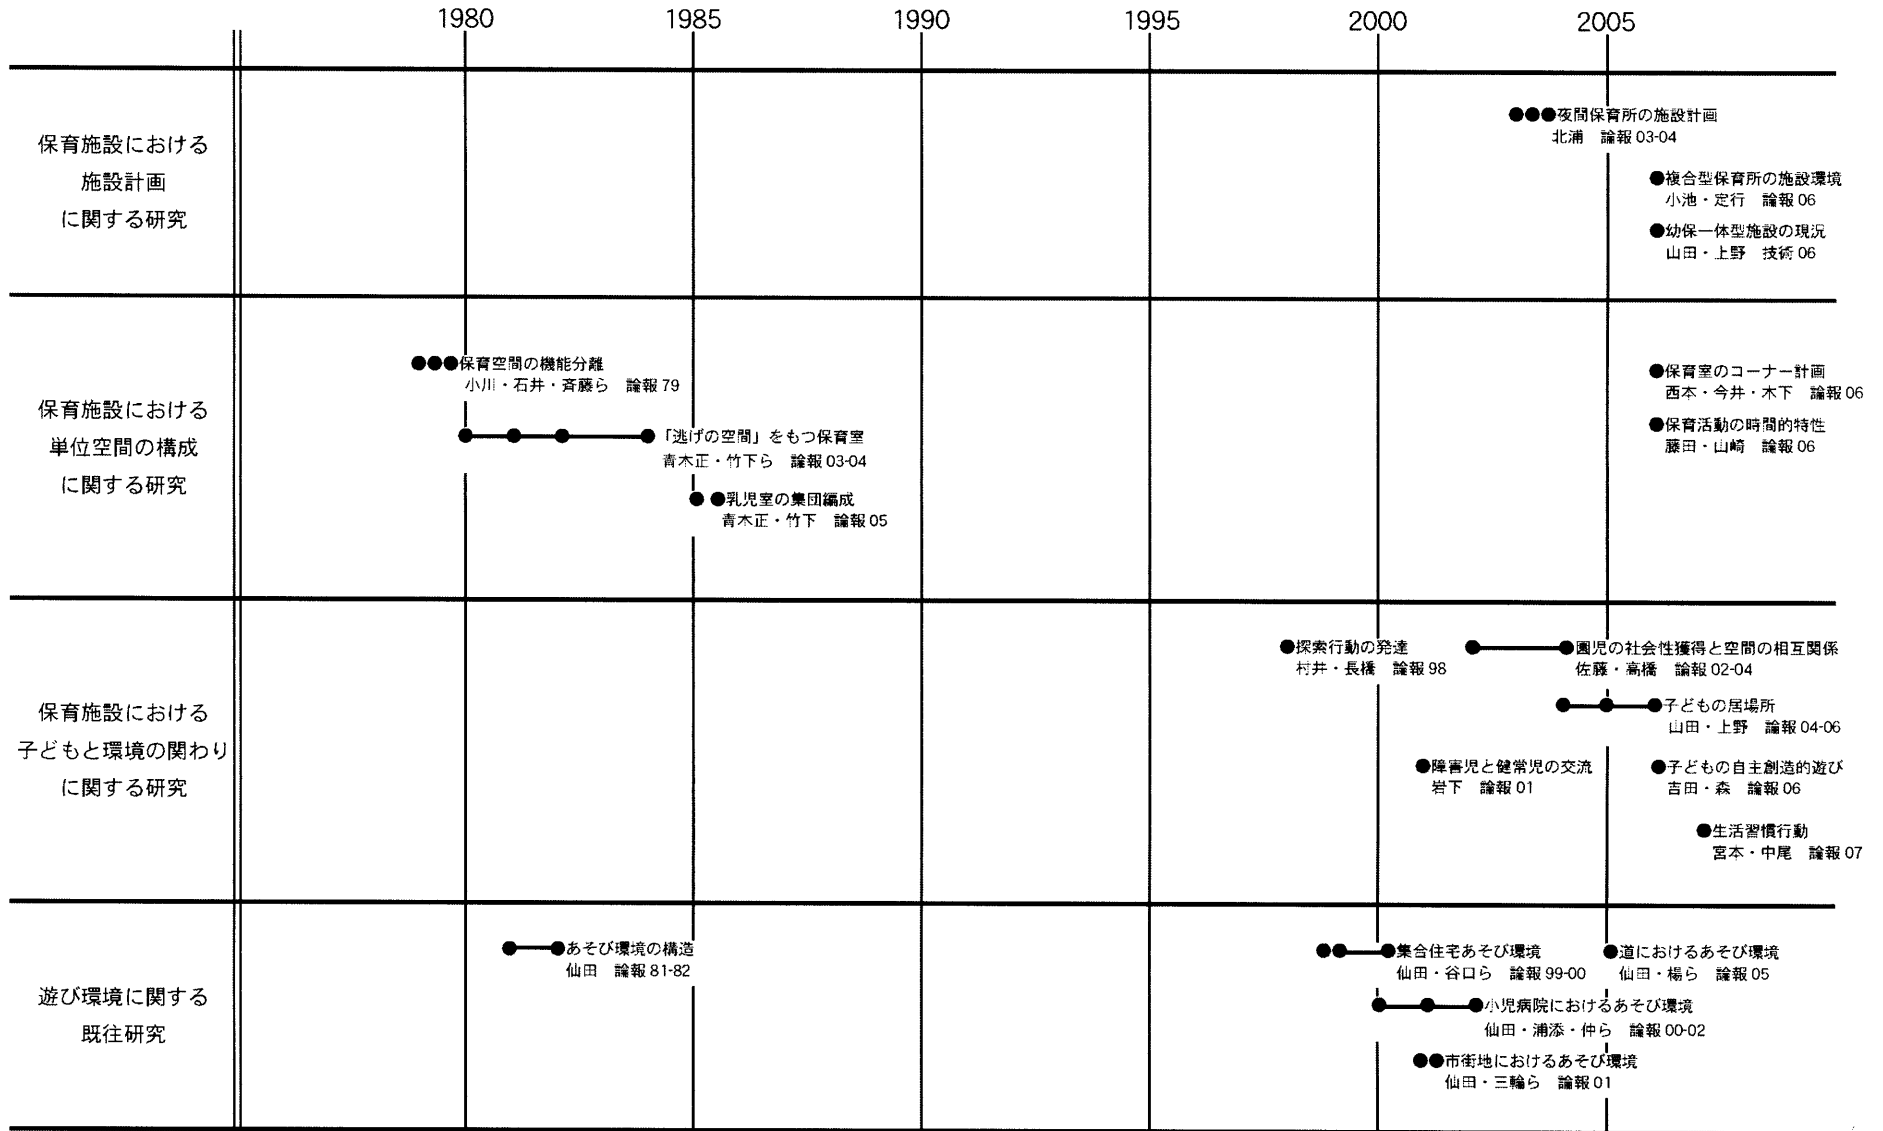 1980 1985 1990 1995 2000 2005
保育施設における
施設計画
に関する研究
夜間保育所の施設計画
北浦 論報 03-04
複合型保育所の施設環境
小池・定行 論報 06
幼保一体型施設の現況
山田・上野 技術 06
保育施設における
単位空間の構成
に関する研究
保育空間の機能分離
小川・石井・斉藤ら 論報 79
「逃げの空間」をもつ保育室
青木正・竹下ら 論報 03-04
乳児室の集団編成
青木正・竹下 論報 05
保育室のコーナー計画
西本・今井・木下 論報 06
保育活動の時間的特性
藤田・山崎 論報 06
保育施設における
子どもと環境の関わり
に関する研究
探索行動の発達
村井・長橋 論報 98
園児の社会性獲得と空間の相互関係
佐藤・高橋 論報 02-04
子どもの居場所
山田・上野 論報 04-06
障害児と健常児の交流
岩下 論報 01
子どもの自主創造的遊び
吉田・森 論報 06
生活習慣行動
宮本・中尾 論報 07
遊び環境に関する
既往研究
あそび環境の構造
仙田 論報 81-82
集合住宅あそび環境
仙田・谷口ら 論報 99-00
道におけるあそび環境
仙田・楊ら 論報 05
小児病院におけるあそび環境
仙田・浦添・仲ら 論報 00-02
市街地におけるあそび環境
仙田・三輪ら 論報 01